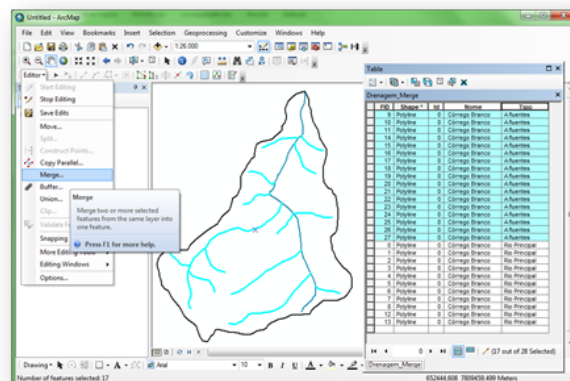 Untitled - ArcMap
File Edit View Bookmarks Insert Selection Geoprocessing Customize Windows Help
1:26.000
Editor
Start Editing
Stop Editing
Save Edits
Move...
Split...
Construct Points...
Copy Parallel...
Merge...
Buffer...
Union...
Clip...
Validate Fe
Snapping
More Editing Tools
Editing Windows
Options...
Merge
Merge two or more selected
features from the same layer into
one feature.
Press F1 for more help.
Table
Drenagem_Merge
FID Shape * Id Nome Tipo
9 Polyline 0 Córrego Branco Afluentes
10 Polyline 0 Córrego Branco Afluentes
11 Polyline 0 Córrego Branco Afluentes
14 Polyline 0 Córrego Branco Afluentes
15 Polyline 0 Córrego Branco Afluentes
16 Polyline 0 Córrego Branco Afluentes
17 Polyline 0 Córrego Branco Afluentes
18 Polyline 0 Córrego Branco Afluentes
19 Polyline 0 Córrego Branco Afluentes
20 Polyline 0 Córrego Branco Afluentes
21 Polyline 0 Córrego Branco Afluentes
22 Polyline 0 Córrego Branco Afluentes
23 Polyline 0 Córrego Branco Afluentes
24 Polyline 0 Córrego Branco Afluentes
25 Polyline 0 Córrego Branco Afluentes
26 Polyline 0 Córrego Branco Afluentes
27 Polyline 0 Córrego Branco Afluentes
0 Polyline 0 Córrego Branco Rio Principal
1 Polyline 0 Córrego Branco Rio Principal
2 Polyline 0 Córrego Branco Rio Principal
3 Polyline 0 Córrego Branco Rio Principal
4 Polyline 0 Córrego Branco Rio Principal
5 Polyline 0 Córrego Branco Rio Principal
6 Polyline 0 Córrego Branco Rio Principal
7 Polyline 0 Córrego Branco Rio Principal
8 Polyline 0 Córrego Branco Rio Principal
12 Polyline 0 Córrego Branco Rio Principal
13 Polyline 0 Córrego Branco Rio Principal
0 (17 out of 28 Selected)
Drenagem_Merge
Drawing A Arial 10 B I U A
Number of features selected: 17 652444,608 7809459,499 Meters